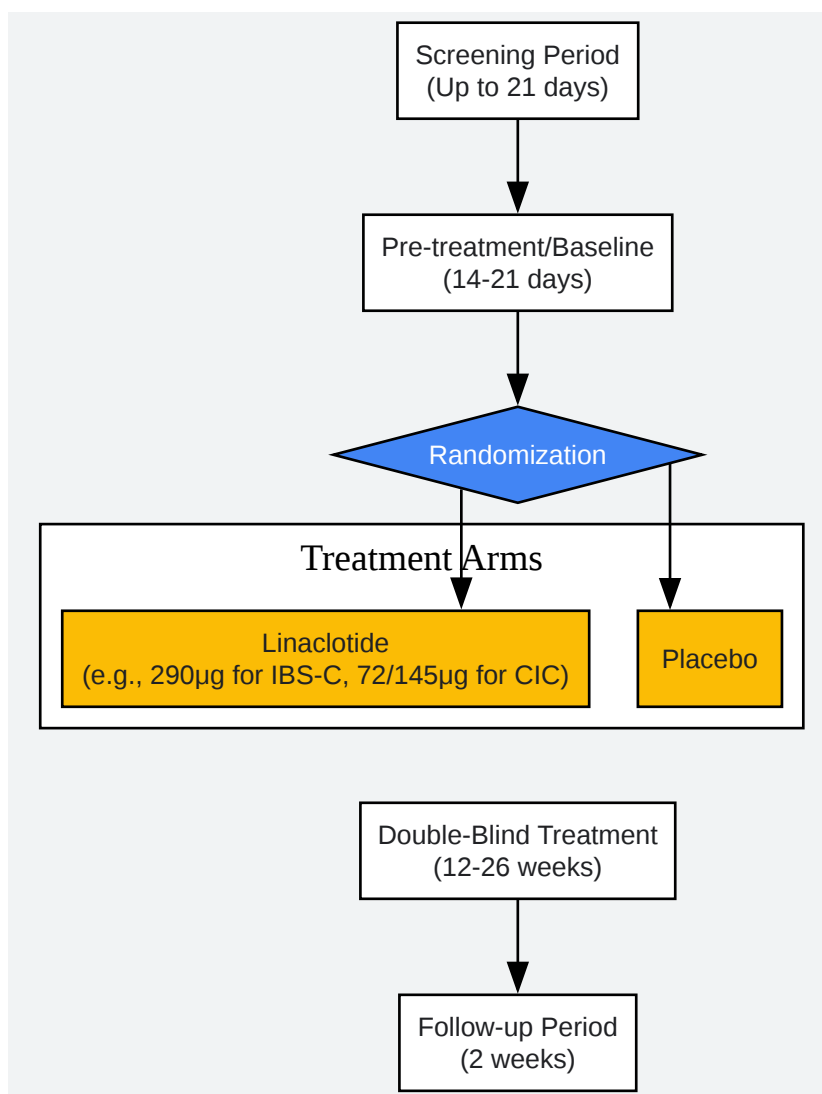 Screening Period
(Up to 21 days)
Pre-treatment/Baseline
(14-21 days)
Randomization
Treatment Arms
Linaclotide
(e.g., 290μg for IBS-C, 72/145μg for CIC)
Placebo
Double-Blind Treatment
(12-26 weeks)
Follow-up Period
(2 weeks)